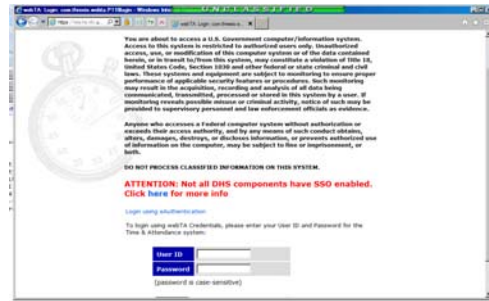 You are about to access a U.S. Government computer/information system.
Access to this system is restricted to authorized users only. Unauthorized
access, use, or modification of this computer system or of the data contained
herein, or in transit to/from this system, may constitute a violation of Title 18,
United States Code, Section 1030 and other federal or state criminal and civil
laws. These systems and equipment are subject to monitoring to ensure proper
performance of applicable security features or procedures. Such monitoring
may result in the acquisition, recording and analysis of all data being
communicated, transmitted, processed or stored in this system by a user. If
monitoring reveals possible misuse or criminal activity, notice of such may be
provided to supervisory personnel and law enforcement officials as evidence.
Anyone who accesses a Federal computer system without authorization or
exceeds their access authority, and by any means of such conduct obtains,
alters, damages, destroys, or discloses information, or prevents authorized use
of information on the computer, may be subject to fine or imprisonment, or
both.
DO NOT PROCESS CLASSIFIED INFORMATION ON THIS SYSTEM.
ATTENTION: Not all DHS components have SSO enabled.
Click here for more info
Login using eAuthentication
To login using webTA Credentials, please enter your User ID and Password for the
Time & Attendance system:
User ID
Password
(password is case-sensitive)